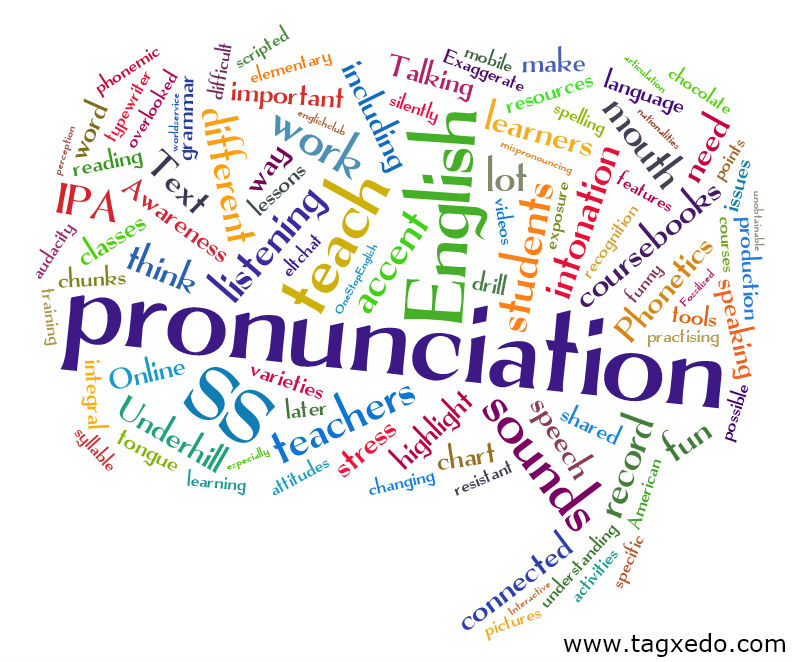 scripted
phonemic
difficult
elementary
mobile
Exaggerate
make
articulation
chocolate
Talking
including
language
typewriter
overlooked
worldservice
grammar
important
silently
resources
nationalities
word
different
englishclub
learners
spelling
mouth
need
perception
reading
work
mispronouncing
points
Text
way
lessons
English
lot
features
IPA
Awareness
teach
students
exposure
intonation
coursebooks
issues
unobtainable
audacity
classes
listening
eltchat
accent
videos
recognition
courses
production
chunks
think
OneStopEnglish
drill
funny
Fossilised
Phonetics
tools
speaking
training
practising
pronunciation
integral
Online
SS
varieties
possible
syllable
Underhill
later
teachers
highlight
sounds
speech
shared
tongue
especially
stress
chart
record
fun
learning
attitudes
changing
resistant
American
connected
understanding
specific
Interactive
activities
pictures
www.tagxedo.com